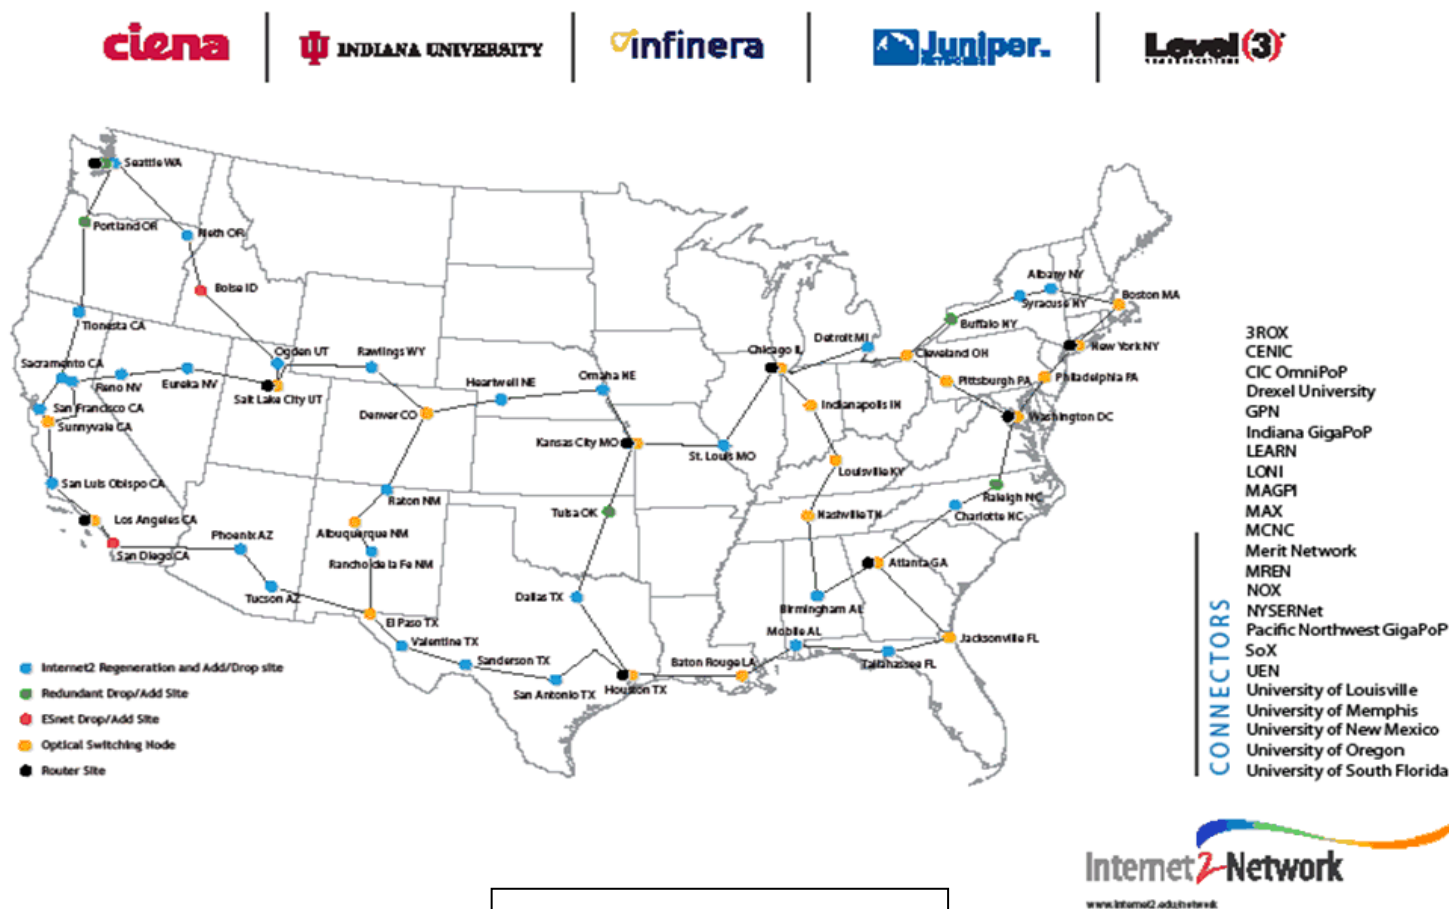 ciena
INDIANA UNIVERSITY
infinera
Juniper
NETWORKS
Level (3)
COMMUNICATIONS
Seattle WA
Portland OR
Neth OR
Boise ID
Tionesta CA
Sacramento CA
Reno NV
Eureka NV
Ogden UT
Salt Lake City UT
Rawlings WY
San Francisco CA
Sunnyvale CA
San Luis Obispo CA
Los Angeles CA
San Diego CA
Phoenix AZ
Tucson AZ
Denver CO
Raton NM
Albuquerque NM
Rancho de la Fe NM
El Paso TX
Valentine TX
Sanderson TX
San Antonio TX
Houston TX
Dallas TX
Tulsa OK
Kansas City MO
Heartwell NE
Omaha NE
St. Louis MO
Chicago IL
Detroit MI
Indianapolis IN
Louisville KY
Nashville TN
Birmingham AL
Mobile AL
Baton Rouge LA
Tallahassee FL
Jacksonville FL
Atlanta GA
Charlotte NC
Raleigh NC
Washington DC
Pittsburgh PA
Philadelphia PA
Cleveland OH
Buffalo NY
Syracuse NY
Albany NY
Boston MA
New York NY
Internet2 Regeneration and Add/Drop site
Redundant Drop/Add Site
ESnet Drop/Add Site
Optical Switching Node
Router Site
CONNECTORS
3ROX
CENIC
CIC OmniPoP
Drexel University
GPN
Indiana GigaPoP
LEARN
LONI
MAGPI
MAX
MCNC
Merit Network
MREN
NOX
NYSERNet
Pacific Northwest GigaPoP
SoX
UEN
University of Louisville
University of Memphis
University of New Mexico
University of Oregon
University of South Florida
Internet2 Network
www.internet2.edu/network